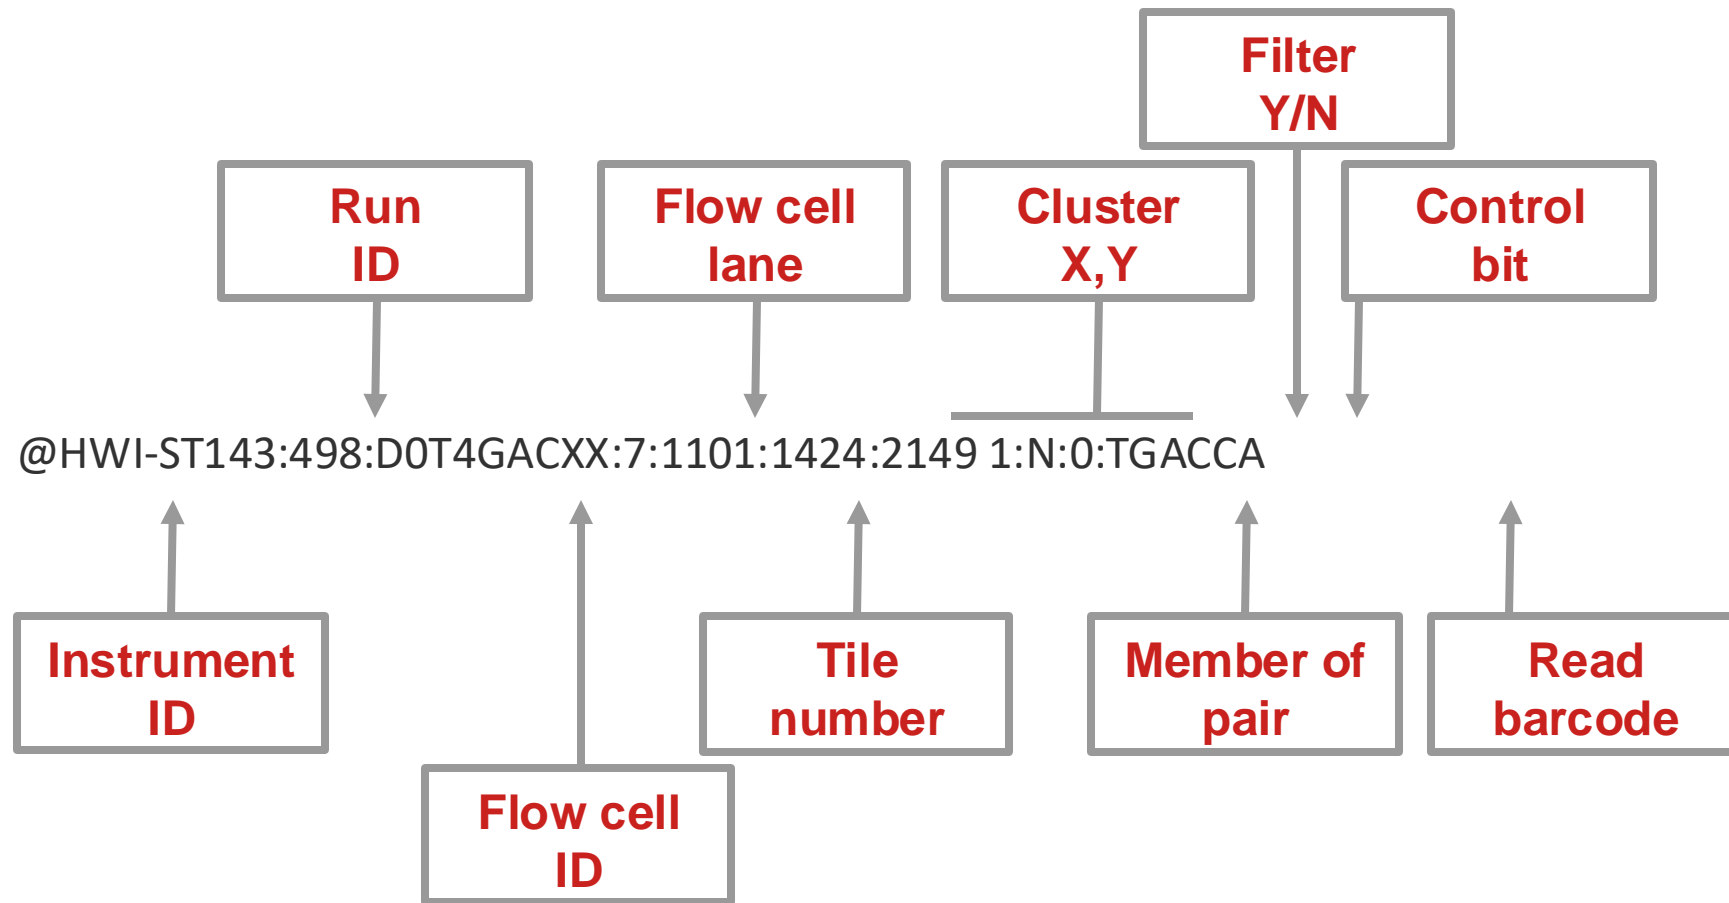 Filter
Y/N
Run
ID
Flow cell
lane
Cluster
X,Y
Control
bit
@HWI-ST143:498:D0T4GACXX:7:1101:1424:2149 1:N:0:TGACCA
Instrument
ID
Tile
number
Member of
pair
Read
barcode
Flow cell
ID